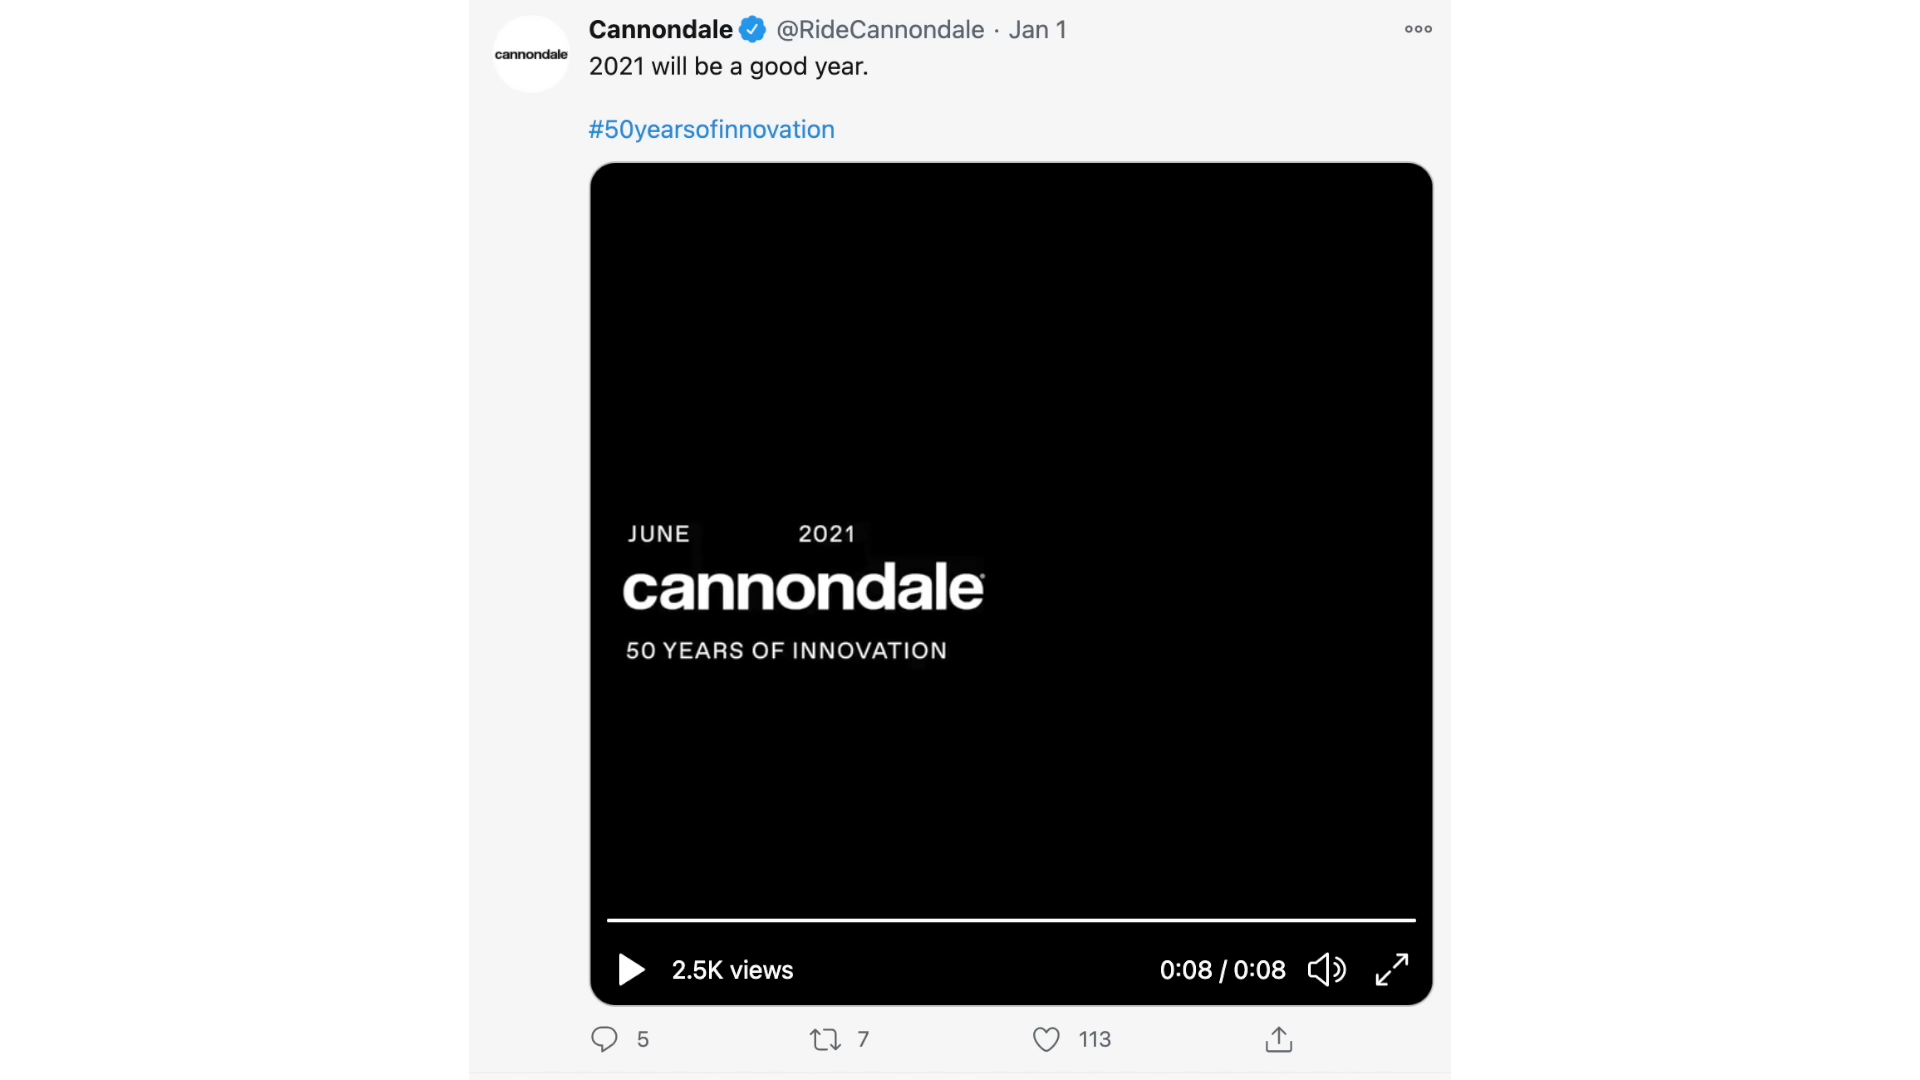 cannondale
Cannondale @RideCannondale · Jan 1
2021 will be a good year.
#50yearsofinnovation
JUNE 2021
cannondale
50 YEARS OF INNOVATION
2.5K views 0:08 / 0:08
5 7 113